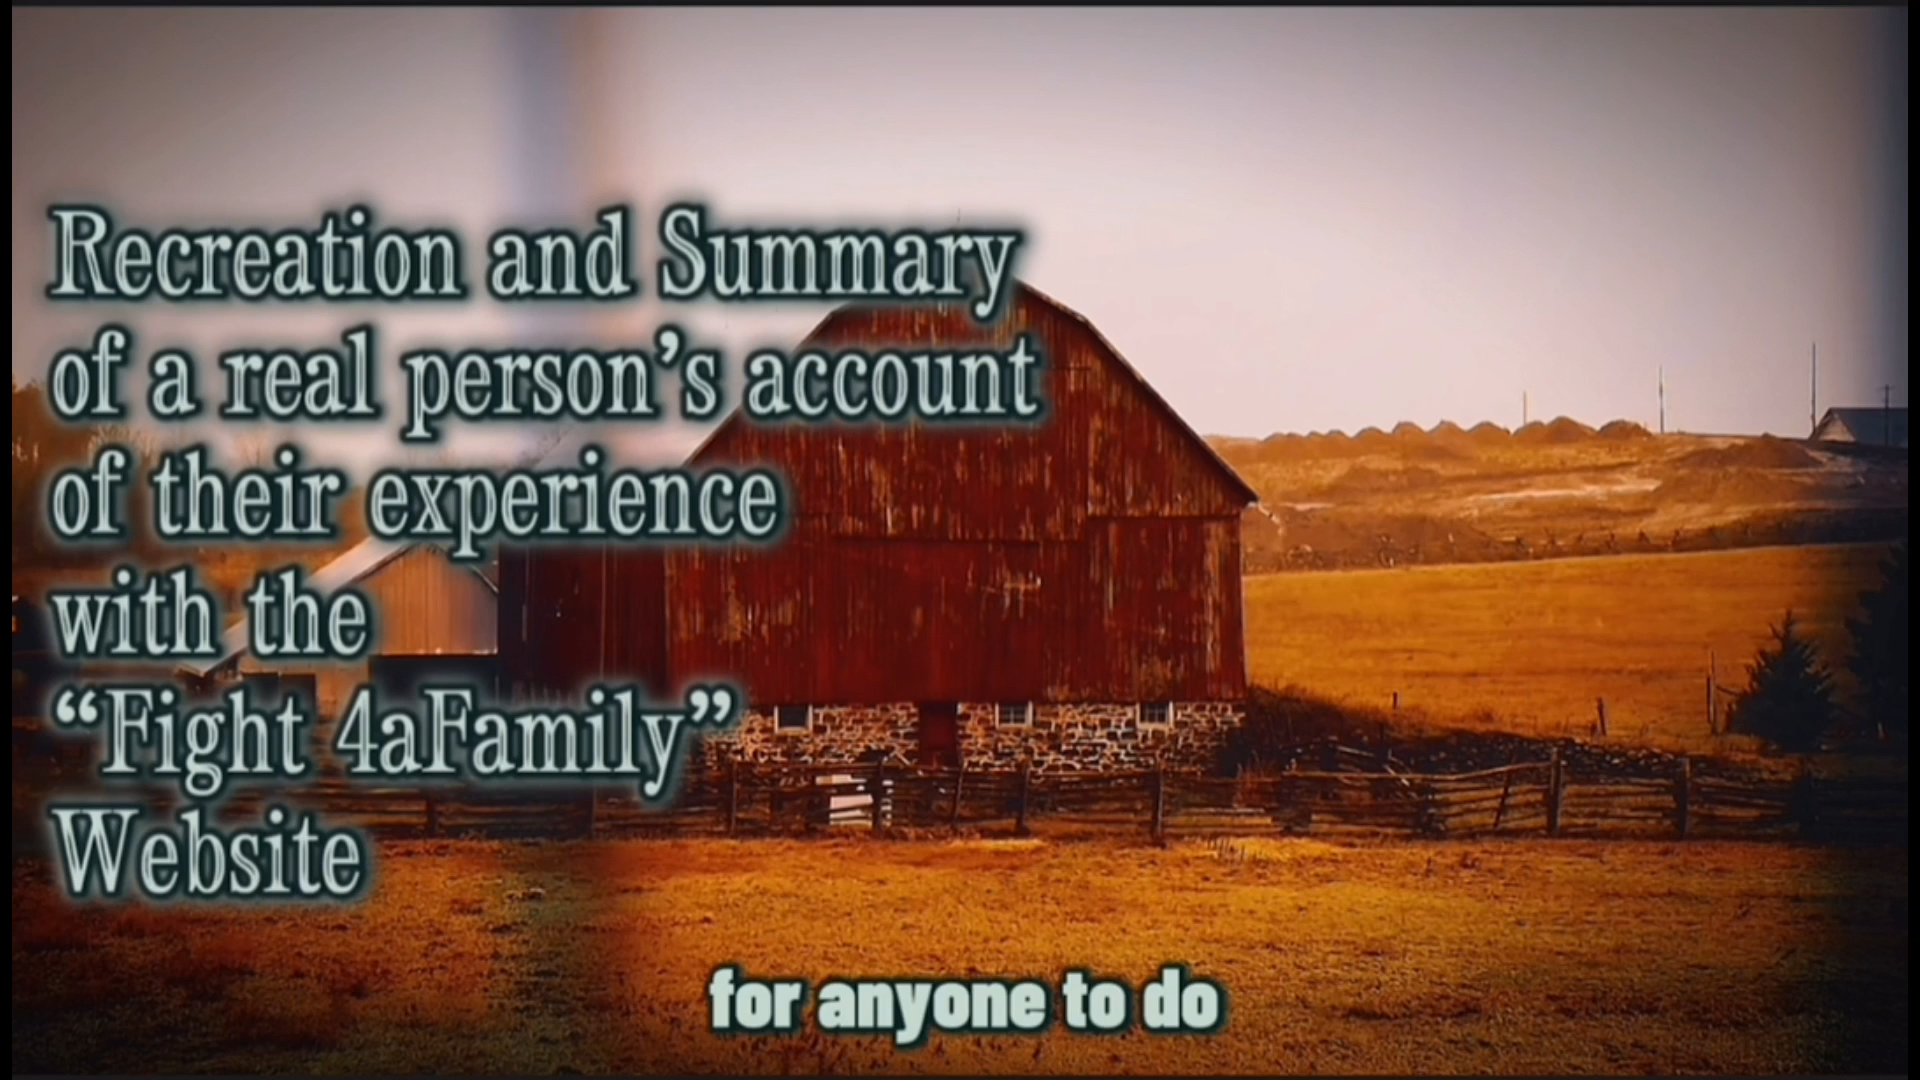 Recreation and Summary
of a real person’s account
of their experience
with the
“Fight 4aFamily”
Website
for anyone to do